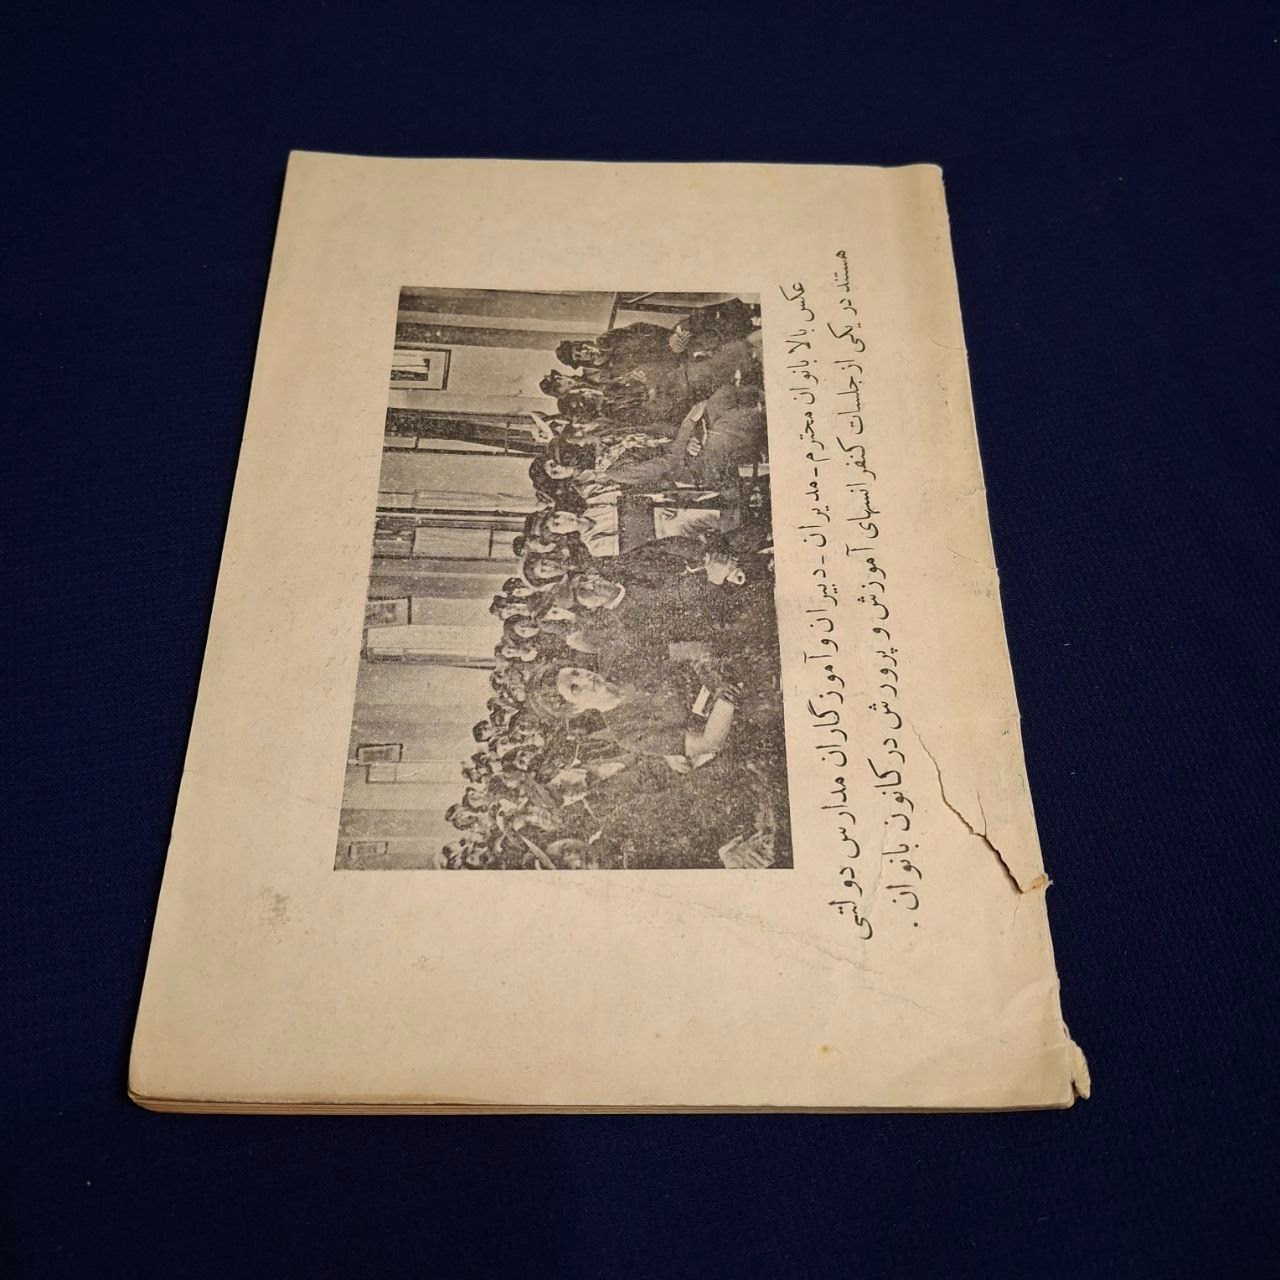 عکس بالا بانوان محترم - مدیران - دبیران و آموزگاران مدارس دولتی
هستند در یکی از جلسات کنفرانسهای آموزش و پرورش در کانون بانوان .